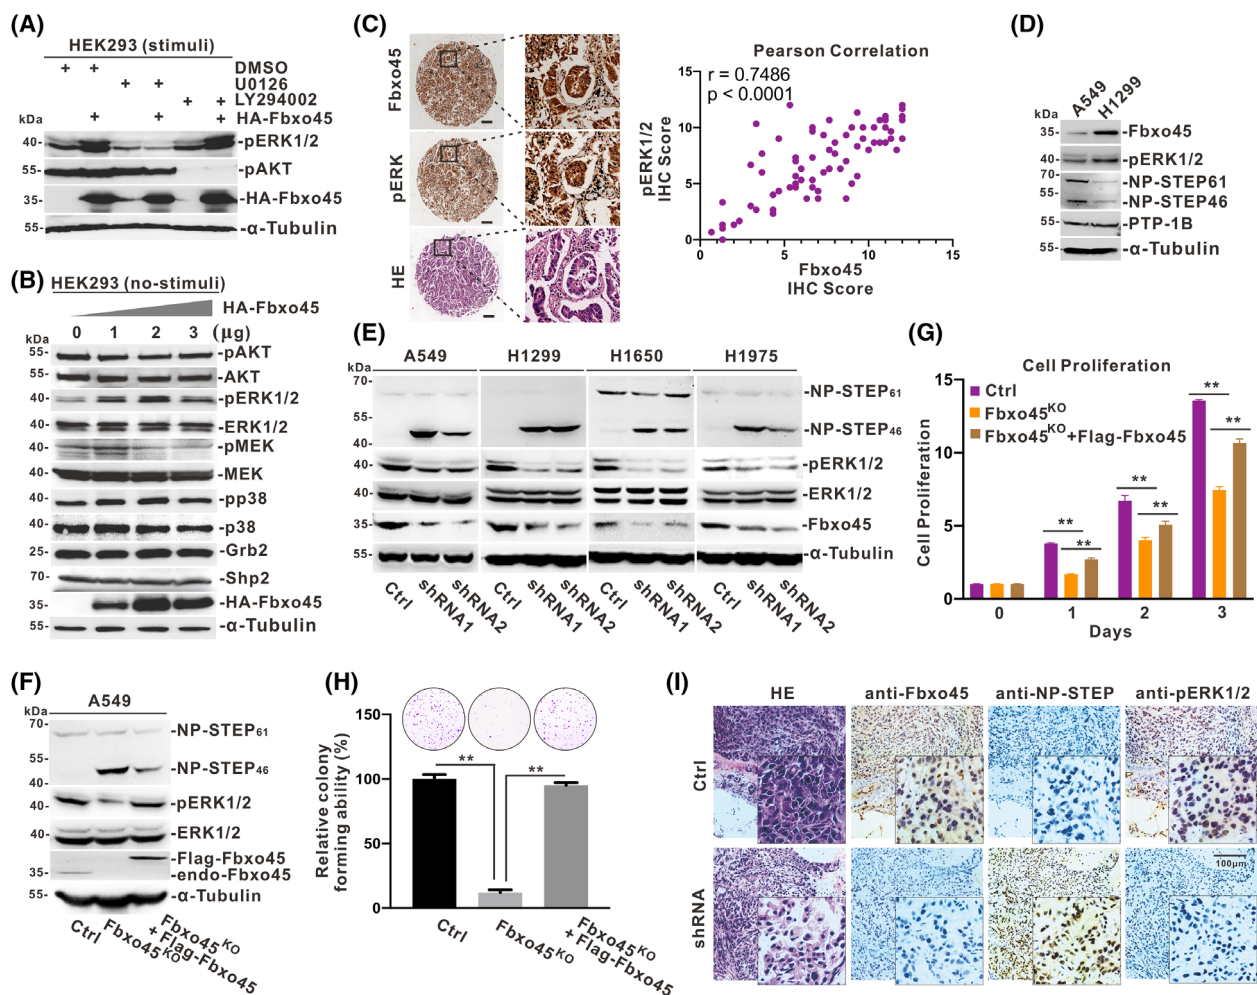 (A)
HEK293 (stimuli)
+ + DMSO
+ + U0126
+ + LY294002
+ + + HA-Fbxo45
kDa
40- -pERK1/2
55- -pAKT
35- -HA-Fbxo45
55- -α-Tubulin
(B)
HEK293 (no-stimuli)
HA-Fbxo45
0 1 2 3 (μg)
kDa
55- -pAKT
55- -AKT
40- -pERK1/2
40- -ERK1/2
40- -pMEK
40- -MEK
40- -pp38
40- -p38
25- -Grb2
70- -Shp2
35- -HA-Fbxo45
55- -α-Tubulin
(C)
Fbxo45
pERK
HE
Pearson Correlation
r = 0.7486
p < 0.0001
pERK1/2
IHC Score
15
10
5
0
0 5 10 15
Fbxo45
IHC Score
(D)
A549 H1299
kDa
35- -Fbxo45
40- -pERK1/2
70- -NP-STEP61
55- -NP-STEP46
55- -PTP-1B
55- -α-Tubulin
(E)
A549 H1299 H1650 H1975
kDa
70-
-NP-STEP61
55-
-NP-STEP46
40- -pERK1/2
40- -ERK1/2
40- -Fbxo45
55- -α-Tubulin
Ctrl shRNA1 shRNA2 Ctrl shRNA1 shRNA2 Ctrl shRNA1 shRNA2 Ctrl shRNA1 shRNA2
(G)
Cell Proliferation
Ctrl
Fbxo45KO
Fbxo45KO+Flag-Fbxo45
Cell Proliferation
15
10
5
0
** ** ** ** ** **
0 1 2 3
Days
(F)
A549
kDa
70- -NP-STEP61
55-
-NP-STEP46
40- -pERK1/2
40- -ERK1/2
-Flag-Fbxo45
35- -endo-Fbxo45
55- -α-Tubulin
Ctrl
Fbxo45KO
Fbxo45KO
+ Flag-Fbxo45
(H)
Relative colony
forming ability (%)
150
100
50
0
** **
Ctrl
Fbxo45KO
Fbxo45KO
+ Flag-Fbxo45
(I)
HE anti-Fbxo45 anti-NP-STEP anti-pERK1/2
Ctrl
shRNA
100μm